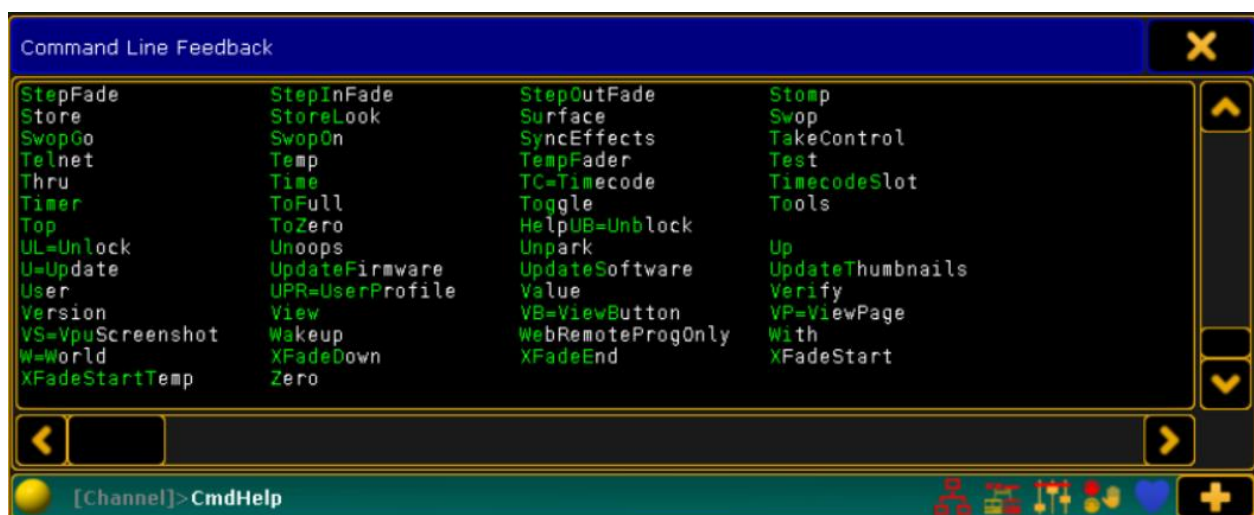 Command Line Feedback
StepFade StepInFade StepOutFade Stomp
Store StoreLook Surface Swop
SwopGo SwopOn SyncEffects TakeControl
Telnet Temp TempFader Test
Thru Time TC=Timecode TimecodeSlot
Timer ToFull Toggle Tools
Top ToZero HelpUB=Unblock
UL=Unlock Unoops Unpark Up
U=Update UpdateFirmware UpdateSoftware UpdateThumbnails
User UPR=UserProfile Value Verify
Version View VB=ViewButton VP=ViewPage
VS=VpuScreenshot Wakeup WebRemoteProgOnly With
W=World XFadeDown XFadeEnd XFadeStart
XFadeStartTemp Zero
[Channel]>CmdHelp